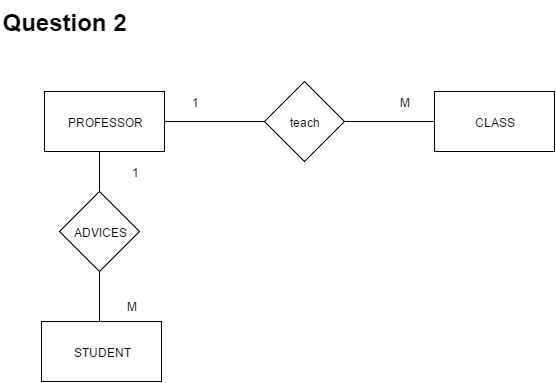 Question 2
1
M
PROFESSOR
teach
CLASS
1
ADVICES
M
STUDENT